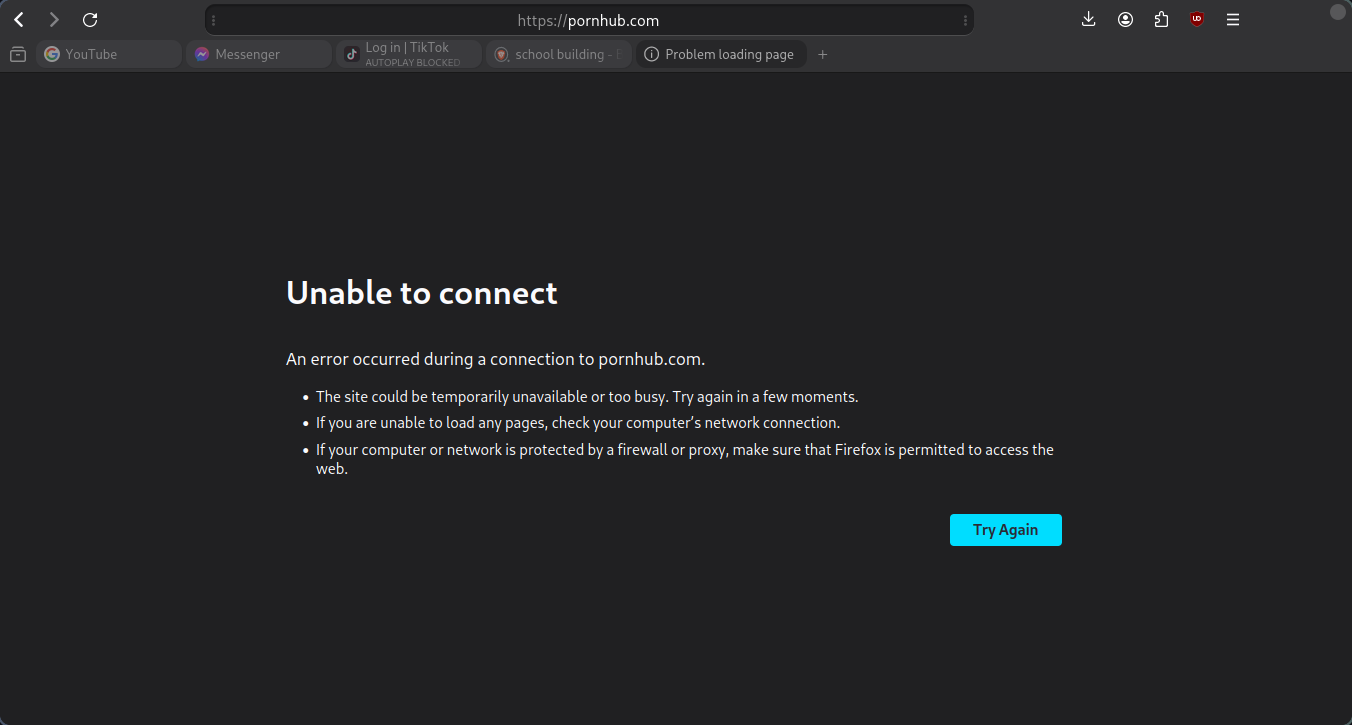 https://pornhub.com
YouTube
Messenger
Log in | TikTok
AUTOPLAY BLOCKED
school building -
Problem loading page
Unable to connect
An error occurred during a connection to pornhub.com.
The site could be temporarily unavailable or too busy. Try again in a few moments.
If you are unable to load any pages, check your computer’s network connection.
If your computer or network is protected by a firewall or proxy, make sure that Firefox is permitted to access the
web.
Try Again